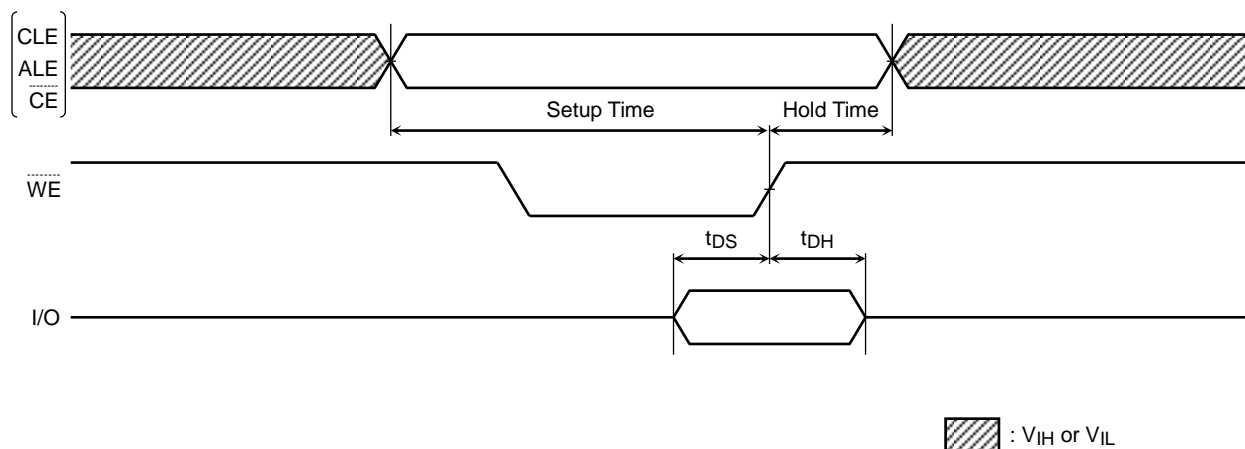 CLE
ALE
CE
Setup Time
Hold Time
WE
tDS
tDH
I/O
: VIH or VIL